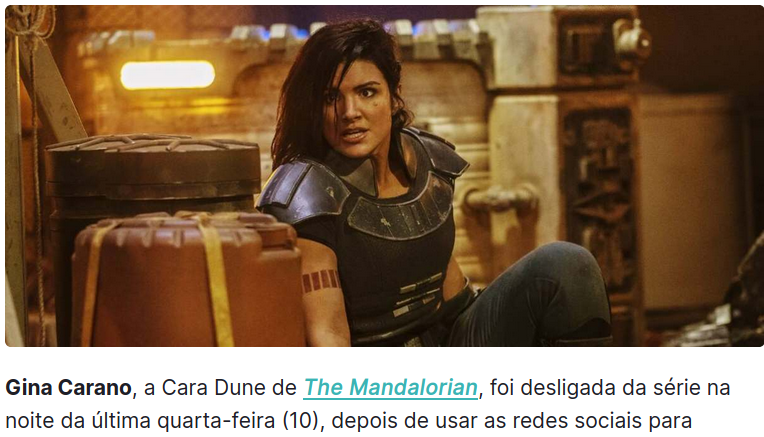 Gina Carano, a Cara Dune de The Mandalorian, foi desligada da série na
noite da última quarta-feira (10), depois de usar as redes sociais para